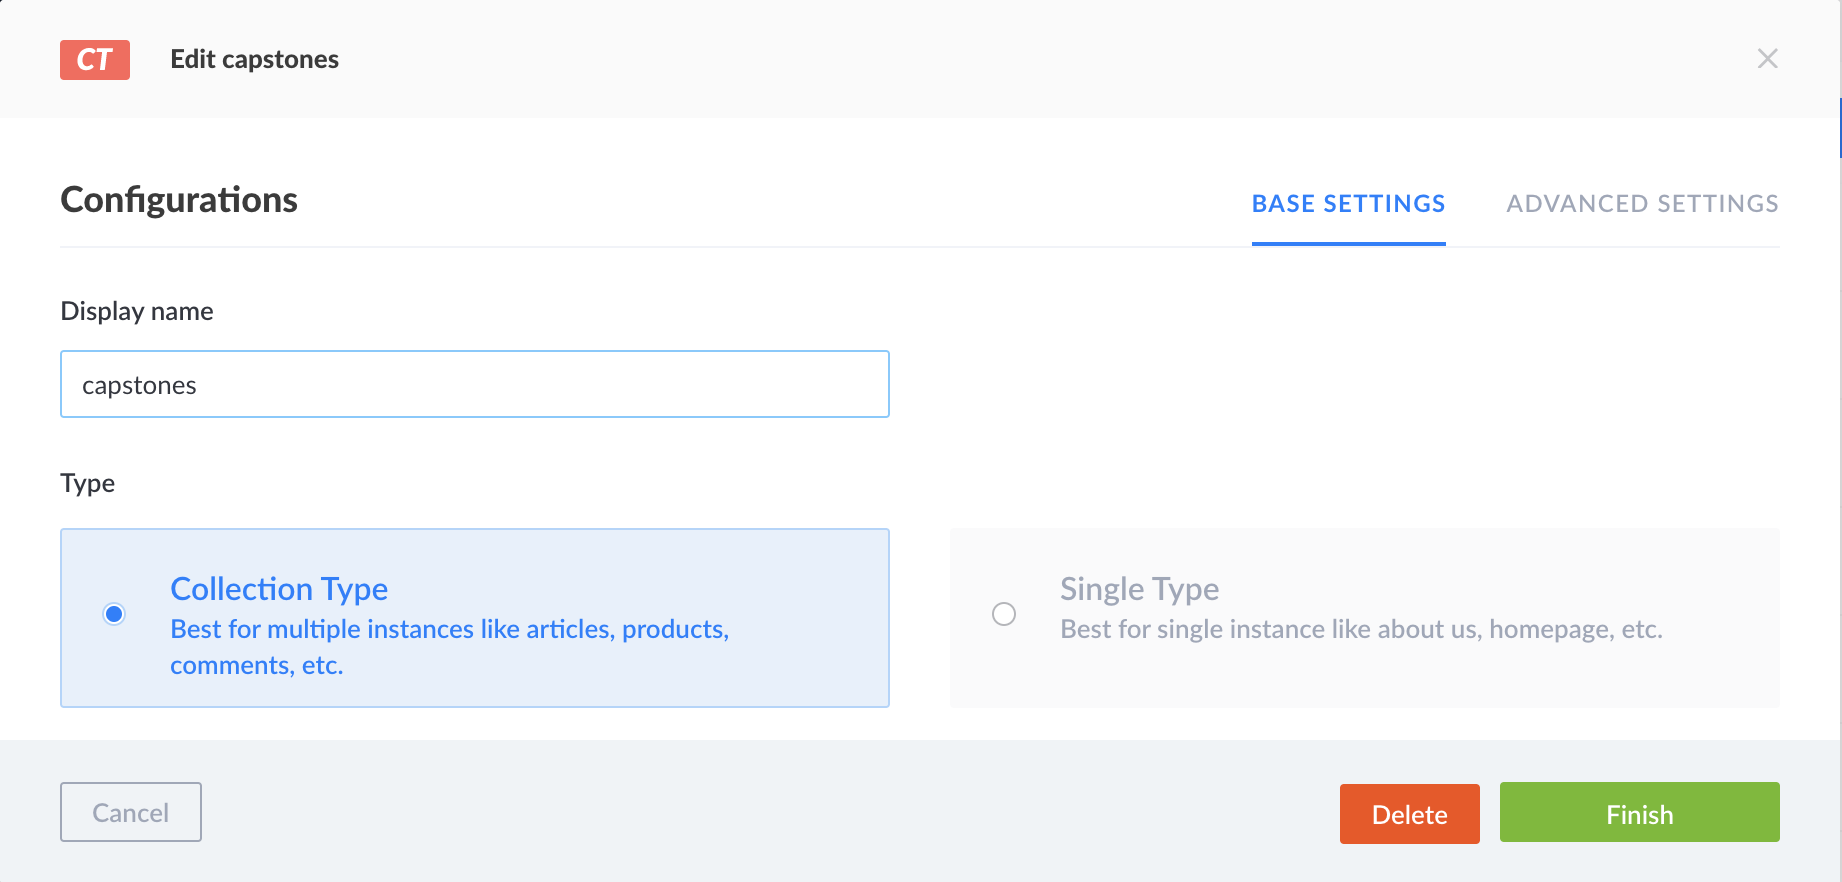 CT
Edit capstones
Configurations
BASE SETTINGS
ADVANCED SETTINGS
Display name
capstones
Type
Collection Type
Best for multiple instances like articles, products,
comments, etc.
Single Type
Best for single instance like about us, homepage, etc.
Cancel
Delete
Finish